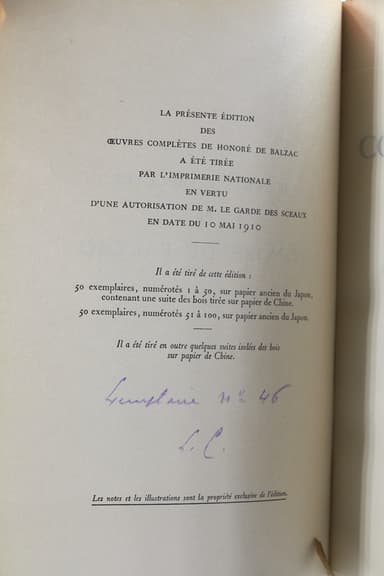 LA PRÉSENTE ÉDITION
DES
ŒUVRES COMPLÈTES DE HONORÉ DE BALZAC
A ÉTÉ TIRÉE
PAR L'IMPRIMERIE NATIONALE
EN VERTU
D'UNE AUTORISATION DE M. LE GARDE DES SCEAUX
EN DATE DU 10 MAI 1910
Il a été tiré de cette édition :
50 exemplaires, numérotés 1 à 50, sur papier ancien du Japon,
contenant une suite des bois tirée sur papier de Chine.
50 exemplaires, numérotés 51 à 100, sur papier ancien du Japon.
Il a été tiré en outre quelques suites isolées des bois
sur papier de Chine.
Exemplaire N° 46
L. C.
Les notes et les illustrations sont la propriété exclusive de l'édition.